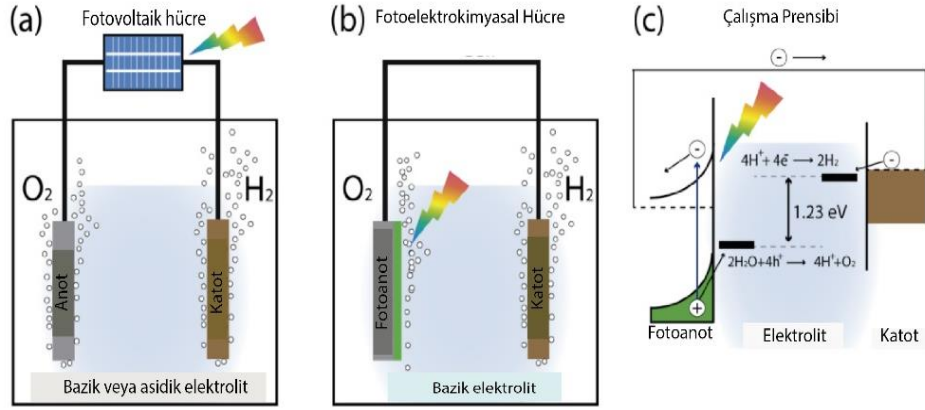 (a)
Fotovoltaik hücre
O₂
H₂
Anot
Katot
Bazik veya asidik elektrolit
(b)
Fotoelektrokimyasal Hücre
O₂
H₂
Fotoanot
Katot
Bazik elektrolit
(c)
Çalışma Prensibi
-
-
4H⁺+ 4e⁻ → 2H₂
-
1.23 eV
2H₂O+4h⁺ → 4H⁺+O₂
+
Fotoanot
Elektrolit
Katot